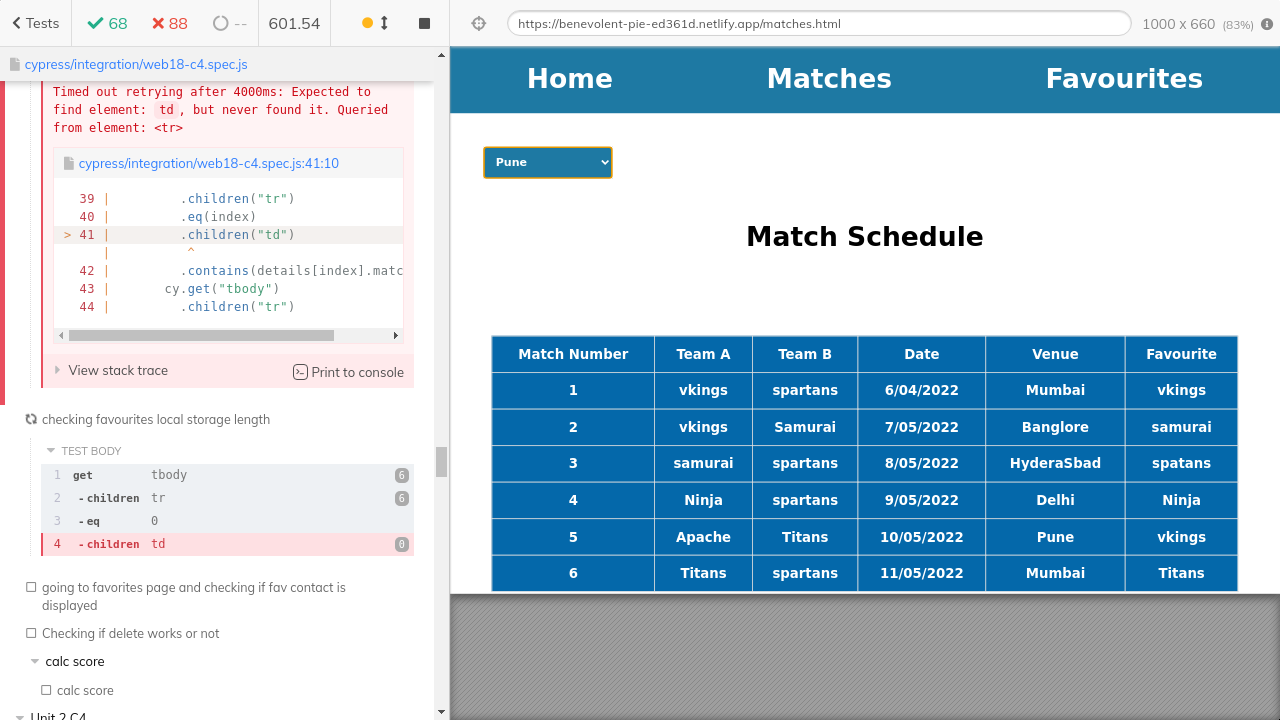 Tests 68 88 -- 601.54
cypress/integration/web18-c4.spec.js
Timed out retrying after 4000ms: Expected to
find element: td, but never found it. Queried
from element: <tr>
cypress/integration/web18-c4.spec.js:41:10
39 | .children("tr")
40 | .eq(index)
> 41 | .children("td")
| ^
42 | .contains(details[index].matc
43 | cy.get("tbody")
44 | .children("tr")
View stack trace
Print to console
checking favourites local storage length
TEST BODY
1 get tbody 6
2 -children tr 6
3 -eq 0
4 -children td 0
going to favorites page and checking if fav contact is
displayed
Checking if delete works or not
calc score
calc score
Unit 2 C4
https://benevolent-pie-ed361d.netlify.app/matches.html 1000 x 660 (83%)
Home Matches Favourites
Pune
Match Schedule
Match Number Team A Team B Date Venue Favourite
1 vkings spartans 6/04/2022 Mumbai vkings
2 vkings Samurai 7/05/2022 Banglore samurai
3 samurai spartans 8/05/2022 HyderaSbad spatans
4 Ninja spartans 9/05/2022 Delhi Ninja
5 Apache Titans 10/05/2022 Pune vkings
6 Titans spartans 11/05/2022 Mumbai Titans